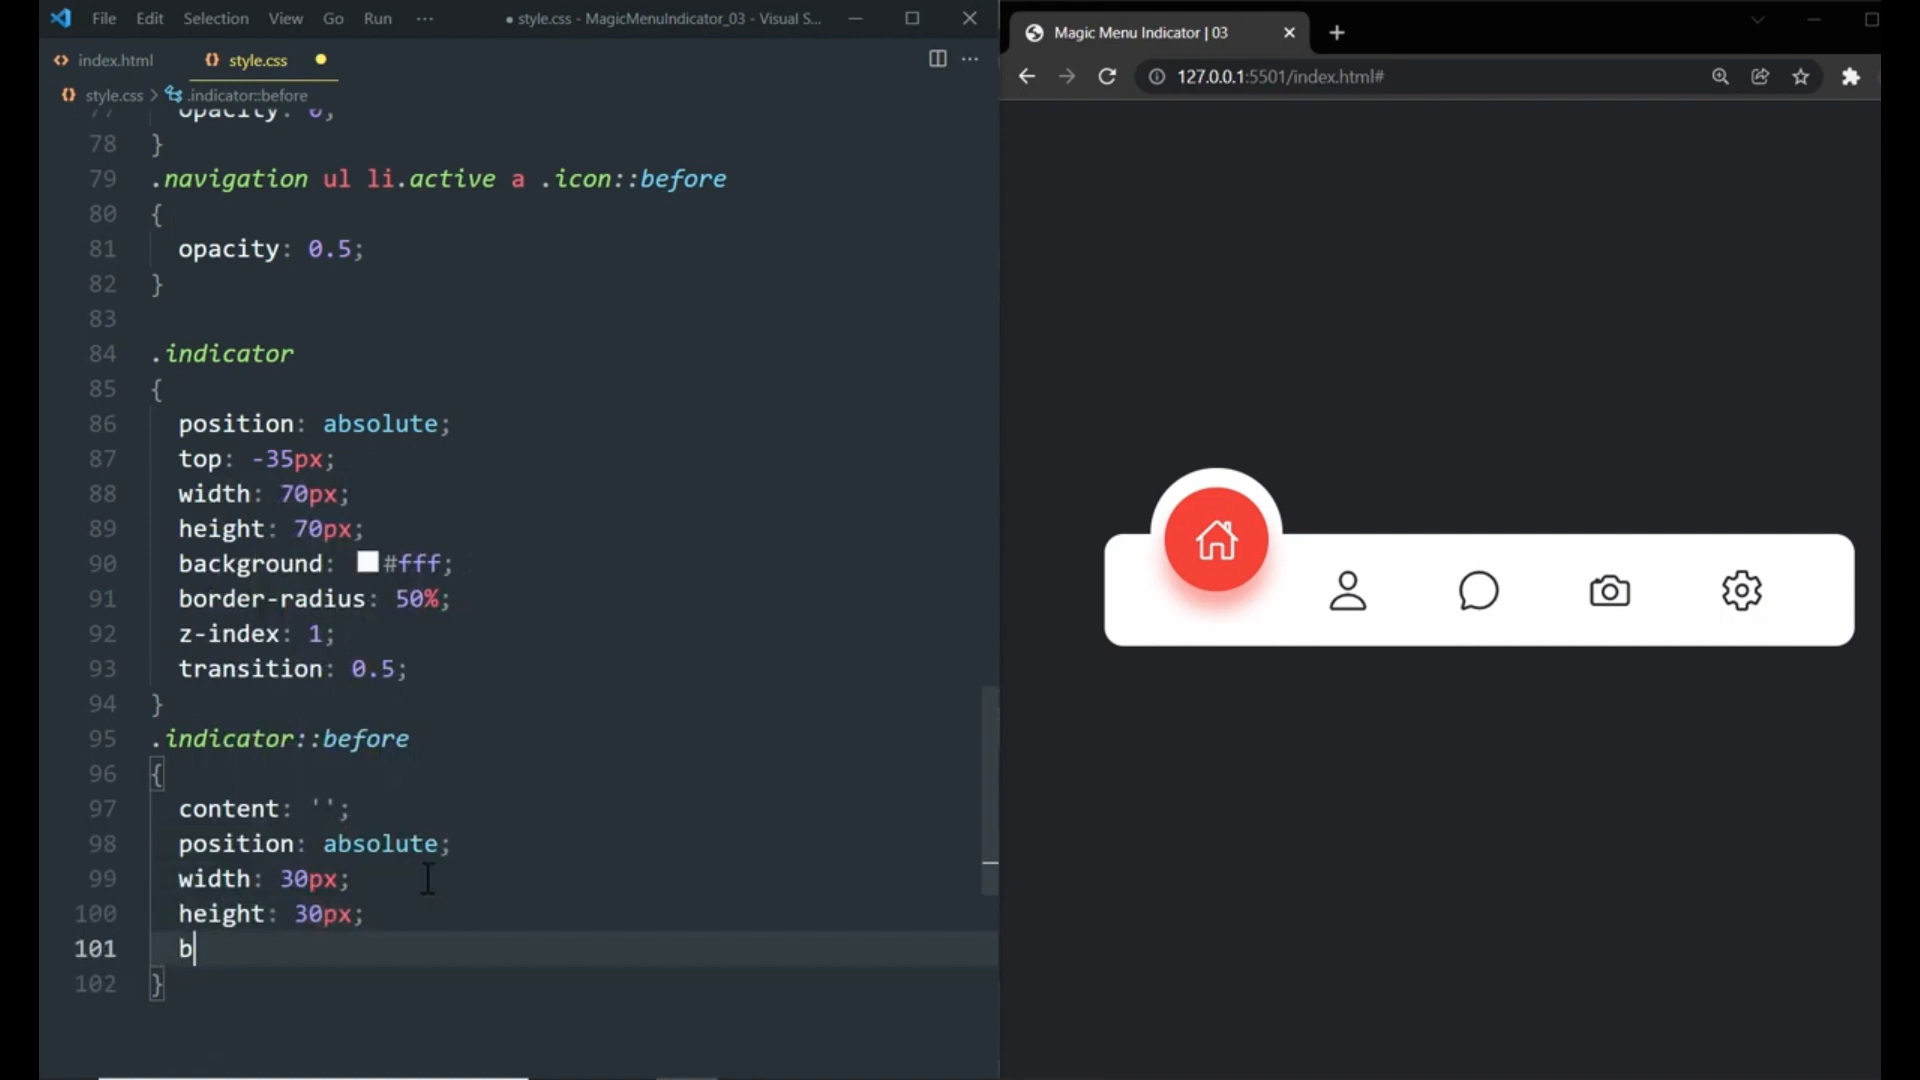 File Edit Selection View Go Run ··· ● style.css - MagicMenuIndicator_03 - Visual S...
index.html style.css
style.css > .indicator::before
77 opacity: 0;
78 }
79 .navigation ul li.active a .icon::before
80 {
81 opacity: 0.5;
82 }
83
84 .indicator
85 {
86 position: absolute;
87 top: -35px;
88 width: 70px;
89 height: 70px;
90 background: #fff;
91 border-radius: 50%;
92 z-index: 1;
93 transition: 0.5;
94 }
95 .indicator::before
96 {
97 content: '';
98 position: absolute;
99 width: 30px;
100 height: 30px;
101 b
102 }
Magic Menu Indicator | 03
127.0.0.1:5501/index.html#